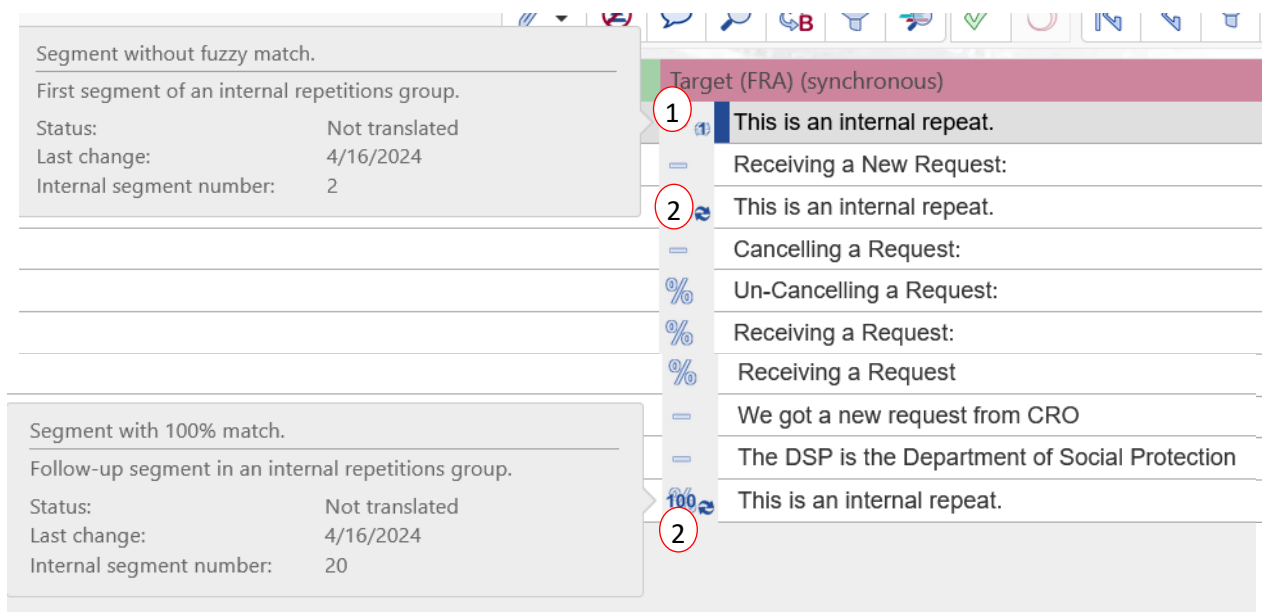 Segment without fuzzy match.
First segment of an internal repetitions group.
Status: Not translated
Last change: 4/16/2024
Internal segment number: 2
Target (FRA) (synchronous)
1 (1) This is an internal repeat.
Receiving a New Request:
2 This is an internal repeat.
Cancelling a Request:
% Un-Cancelling a Request:
% Receiving a Request:
% Receiving a Request
We got a new request from CRO
The DSP is the Department of Social Protection
100 This is an internal repeat.
2
Segment with 100% match.
Follow-up segment in an internal repetitions group.
Status: Not translated
Last change: 4/16/2024
Internal segment number: 20